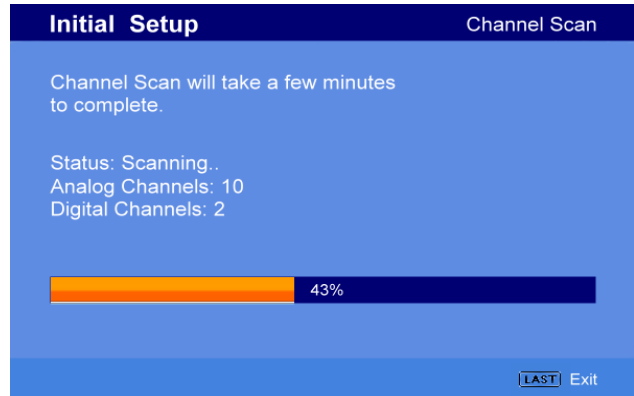 Initial Setup
Channel Scan
Channel Scan will take a few minutes
to complete.
Status: Scanning..
Analog Channels: 10
Digital Channels: 2
43%
LAST Exit